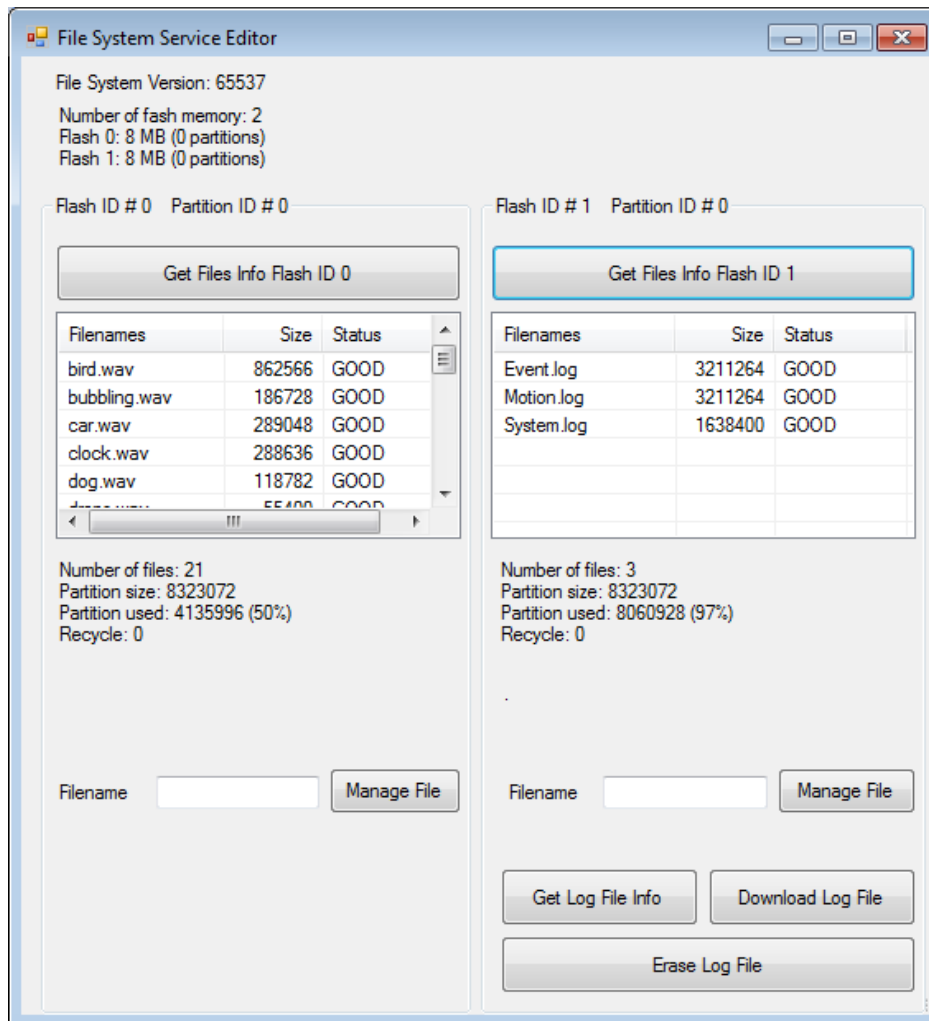 File System Service Editor
File System Version: 65537
Number of fash memory: 2
Flash 0: 8 MB (0 partitions)
Flash 1: 8 MB (0 partitions)
Flash ID # 0 Partition ID # 0
Get Files Info Flash ID 0
Filenames Size Status
bird.wav 862566 GOOD
bubbling.wav 186728 GOOD
car.wav 289048 GOOD
clock.wav 288636 GOOD
dog.wav 118782 GOOD
Number of files: 21
Partition size: 8323072
Partition used: 4135996 (50%)
Recycle: 0
Filename
Manage File
Flash ID # 1 Partition ID # 0
Get Files Info Flash ID 1
Filenames Size Status
Event.log 3211264 GOOD
Motion.log 3211264 GOOD
System.log 1638400 GOOD
Number of files: 3
Partition size: 8323072
Partition used: 8060928 (97%)
Recycle: 0
.
Filename
Manage File
Get Log File Info
Download Log File
Erase Log File